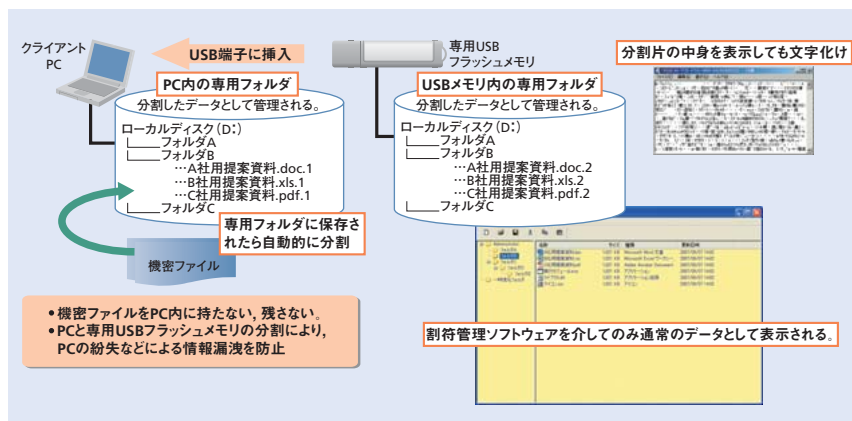 クライアント
PC
USB端子に挿入
専用USB
フラッシュメモリ
分割片の中身を表示しても文字化け
PC内の専用フォルダ
分割したデータとして管理される。
ローカルディスク(D:)
フォルダA
フォルダB
…A社用提案資料.doc.1
…B社用提案資料.xls.1
…C社用提案資料.pdf.1
フォルダC
USBメモリ内の専用フォルダ
分割したデータとして管理される。
ローカルディスク(D:)
フォルダA
フォルダB
…A社用提案資料.doc.2
…B社用提案資料.xls.2
…C社用提案資料.pdf.2
フォルダC
専用フォルダに保存さ
れたら自動的に分割
機密ファイル
•機密ファイルをPC内に持たない，残さない。
•PCと専用USBフラッシュメモリの分割により，
PCの紛失などによる情報漏洩を防止
割符管理ソフトウェアを介してのみ通常のデータとして表示される。